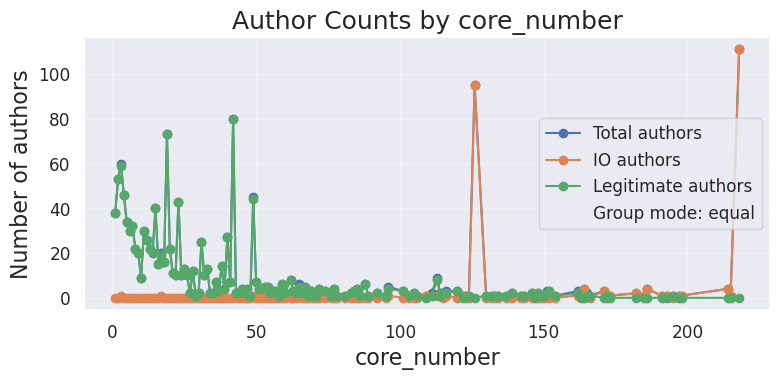 Author Counts by core_number
Number of authors
100
80
60
40
20
0
Total authors
IO authors
Legitimate authors
Group mode: equal
0 50 100 150 200
core_number